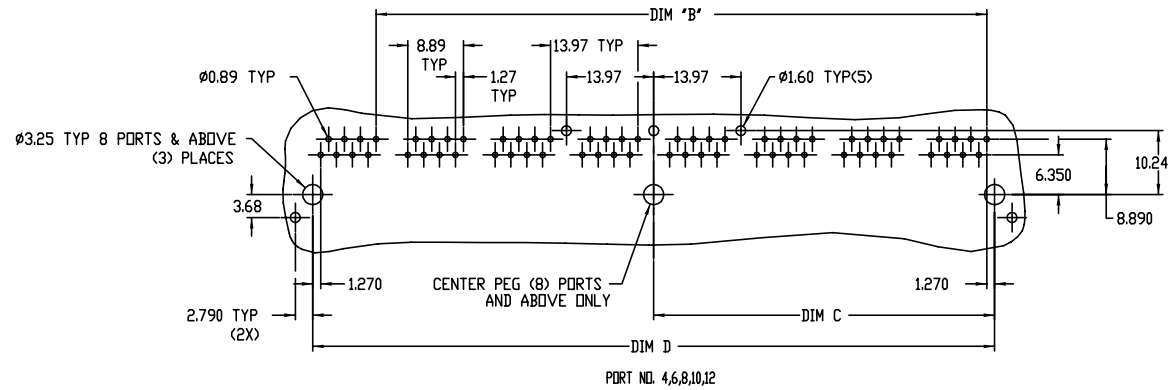 DIM "B"
8.89
TYP
13.97 TYP
1.27
TYP
13.97
13.97
Ø0.89 TYP
Ø1.60 TYP(5)
Ø3.25 TYP 8 PORTS & ABOVE
(3) PLACES
10.24
6.350
3.68
8.890
1.270
CENTER PEG (8) PORTS
AND ABOVE ONLY
1.270
2.790 TYP
(2X)
DIM C
DIM D
PORT NO. 4,6,8,10,12